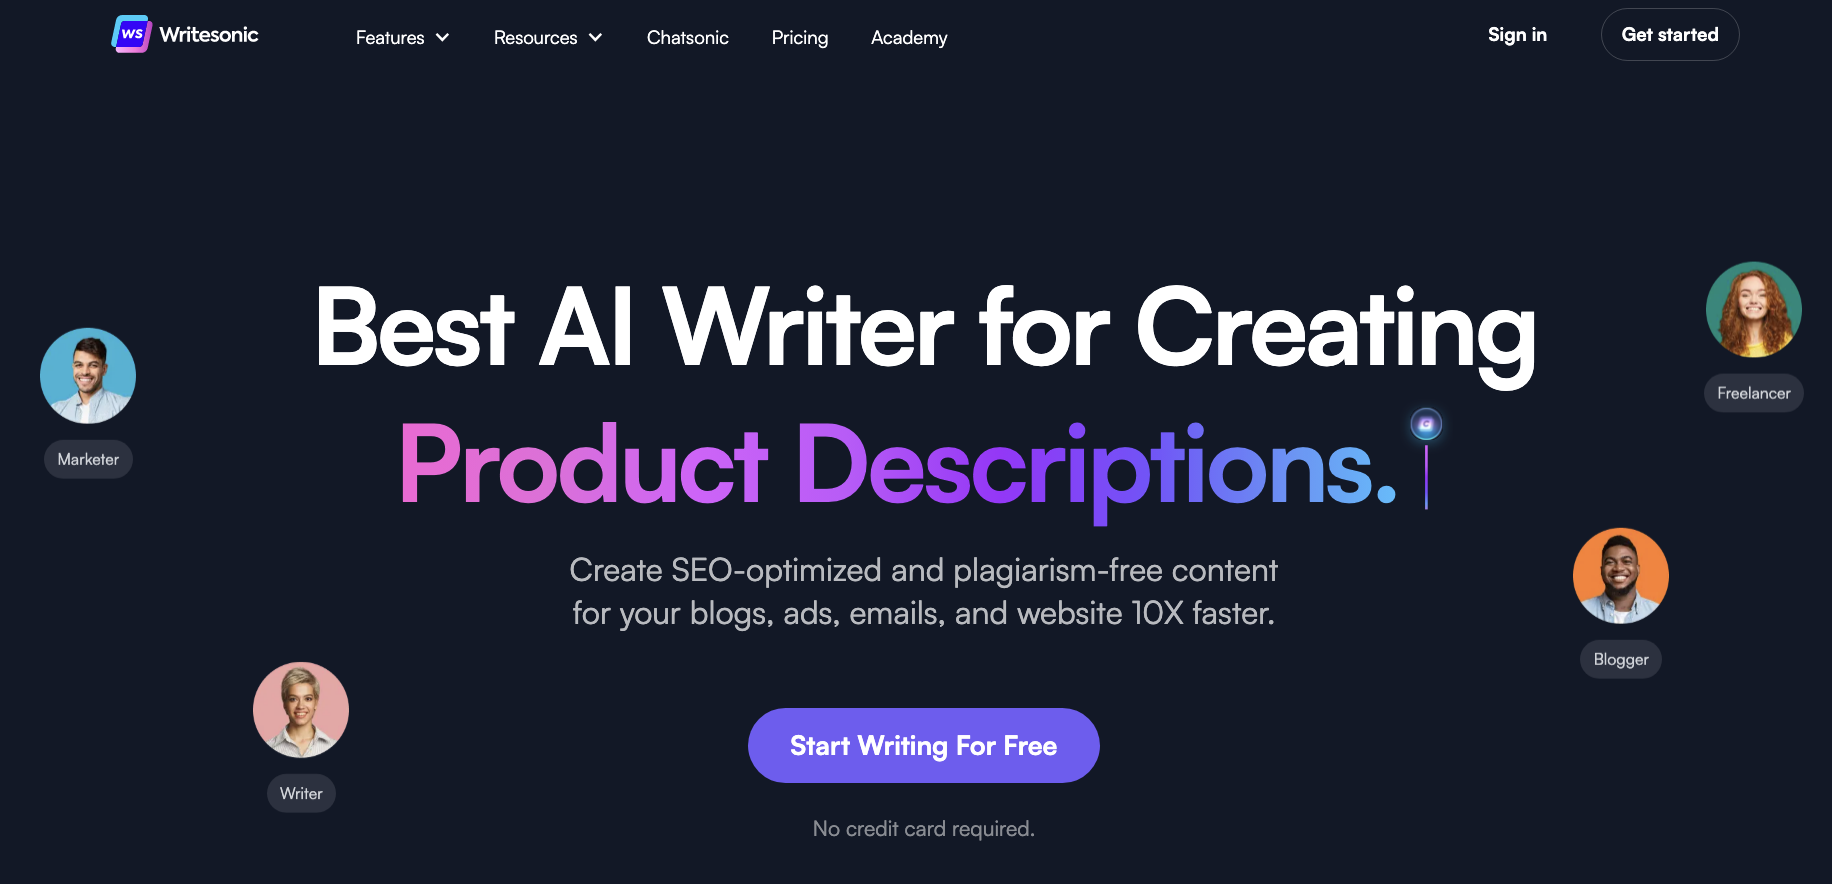 WS Writesonic Features Resources Chatsonic Pricing Academy Sign in Get started
Best AI Writer for Creating
Product Descriptions.
Create SEO-optimized and plagiarism-free content
for your blogs, ads, emails, and website 10X faster.
Marketer
Freelancer
Blogger
Writer
Start Writing For Free
No credit card required.